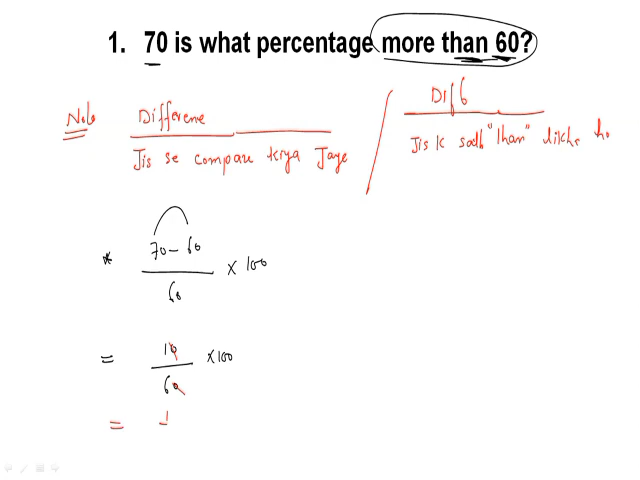 1. 70 is what percentage more than 60?
Note Difference / Diff
Jis se compare kiya Jaye Jis k sath "than" likha ho
* 70 - 60
60 × 100
= 10
60 × 100
= 1